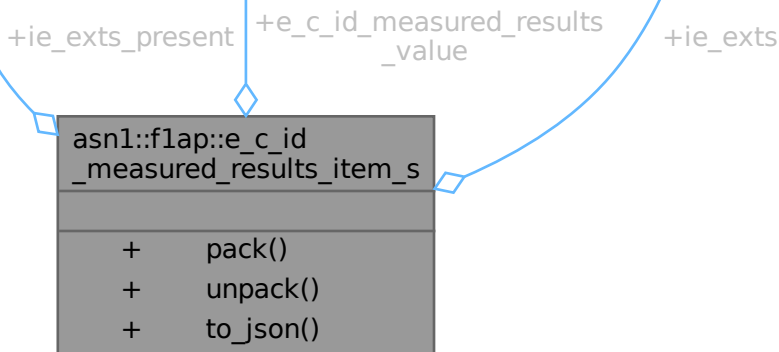 +ie_exts_present
+e_c_id_measured_results
_value
+ie_exts
asn1::f1ap::e_c_id
_measured_results_item_s
+ pack()
+ unpack()
+ to_json()